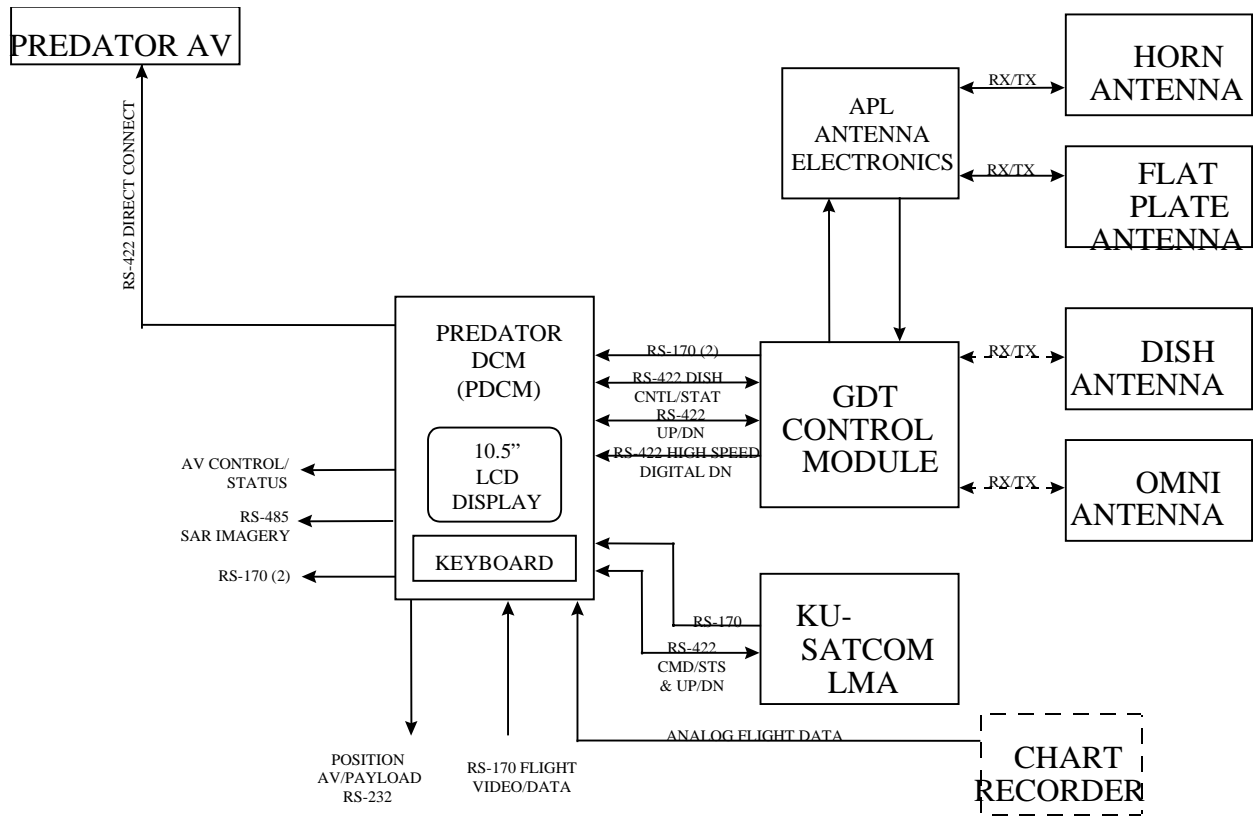 PREDATOR AV
RS-422 DIRECT CONNECT
APL
ANTENNA
ELECTRONICS
RX/TX
HORN
ANTENNA
RX/TX
FLAT
PLATE
ANTENNA
PREDATOR
DCM
(PDCM)
10.5”
LCD
DISPLAY
KEYBOARD
RS-170 (2)
RS-422 DISH
CNTL/STAT
RS-422
UP/DN
RS-422 HIGH SPEED
DIGITAL DN
GDT
CONTROL
MODULE
RX/TX
DISH
ANTENNA
RX/TX
OMNI
ANTENNA
AV CONTROL/
STATUS
RS-485
SAR IMAGERY
RS-170 (2)
RS-170
RS-422
CMD/STS
& UP/DN
KU-
SATCOM
LMA
POSITION
AV/PAYLOAD
RS-232
RS-170 FLIGHT
VIDEO/DATA
ANALOG FLIGHT DATA
CHART
RECORDER